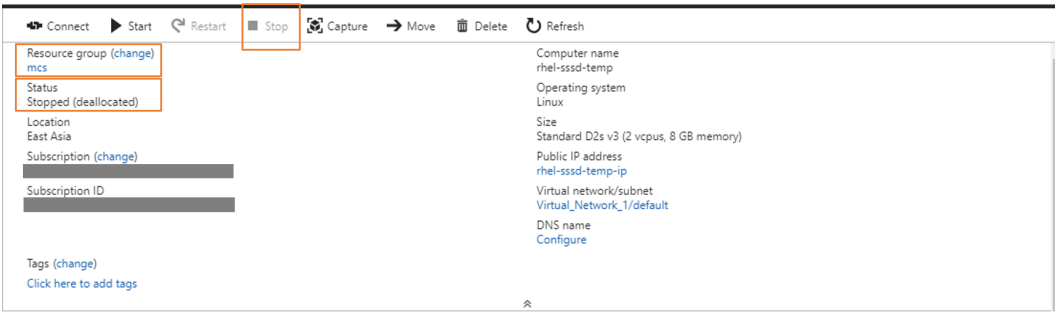 Connect Start Restart Stop Capture Move Delete Refresh
Resource group (change)
mcs
Status
Stopped (deallocated)
Location
East Asia
Subscription (change)
Subscription ID
Tags (change)
Click here to add tags
Computer name
rhel-sssd-temp
Operating system
Linux
Size
Standard D2s v3 (2 vcpus, 8 GB memory)
Public IP address
rhel-sssd-temp-ip
Virtual network/subnet
Virtual_Network_1/default
DNS name
Configure